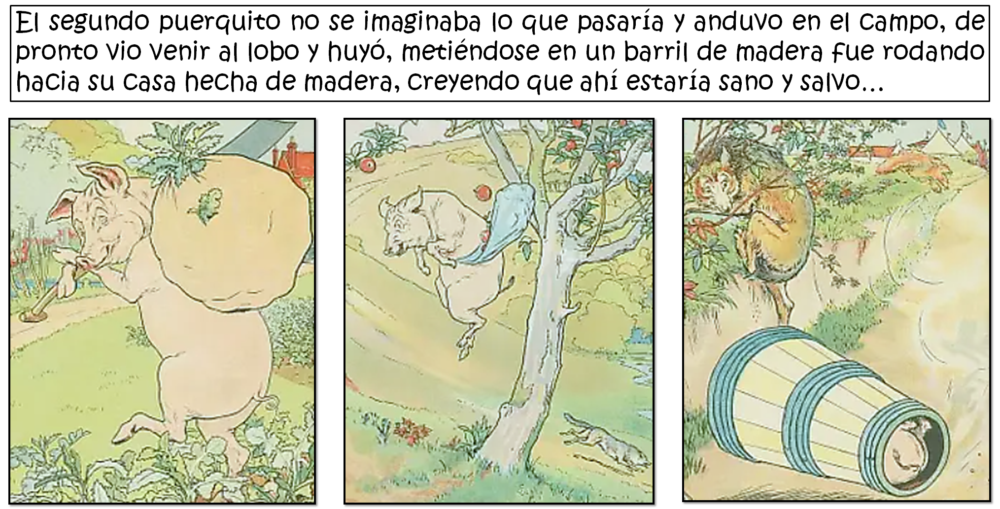 El segundo puerquito no se imaginaba lo que pasaría y anduvo en el campo, de
pronto vio venir al lobo y huyó, metiéndose en un barril de madera fue rodando
hacia su casa hecha de madera, creyendo que ahí estaría sano y salvo...